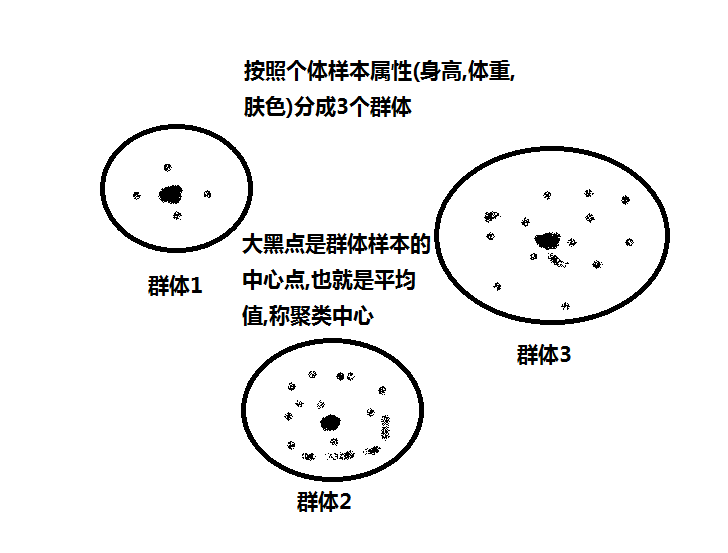 按照个体样本属性(身高,体重,
肤色)分成3个群体
群体1
大黑点是群体样本的
中心点,也就是平均
值,称聚类中心
群体3
群体2